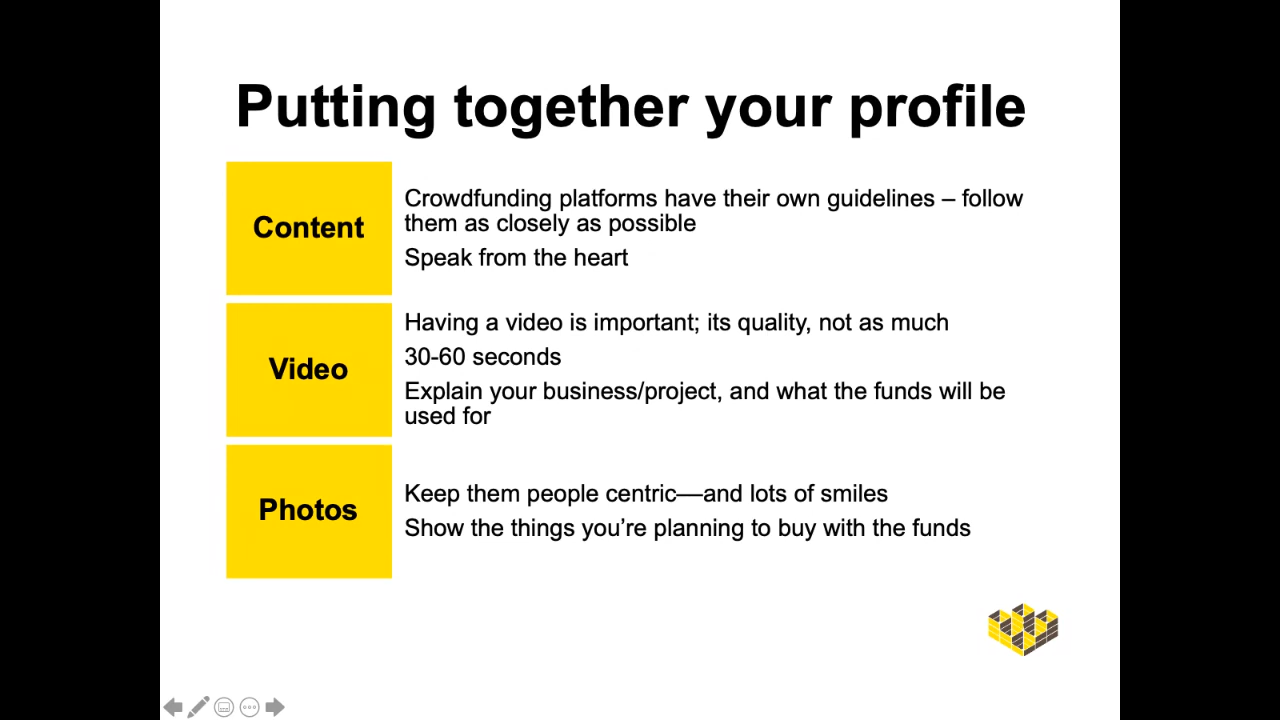 Putting together your profile
Content
Crowdfunding platforms have their own guidelines – follow
them as closely as possible
Speak from the heart
Video
Having a video is important; its quality, not as much
30-60 seconds
Explain your business/project, and what the funds will be
used for
Photos
Keep them people centric—and lots of smiles
Show the things you’re planning to buy with the funds